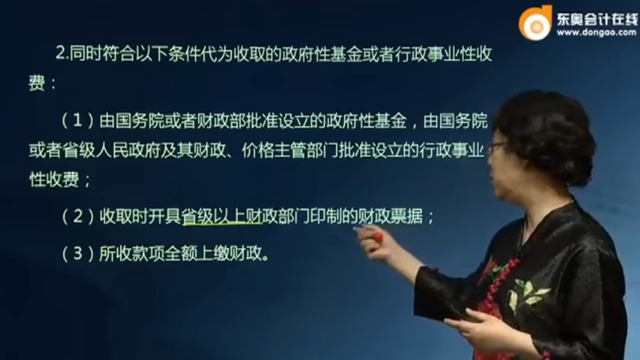 东奥会计在线
www.dongao.com
2.同时符合以下条件代为收取的政府性基金或者行政事业性收
费：
（1）由国务院或者财政部批准设立的政府性基金，由国务院
或者省级人民政府及其财政、价格主管部门批准设立的行政事业
性收费；
（2）收取时开具省级以上财政部门印制的财政票据；
（3）所收款项全额上缴财政。